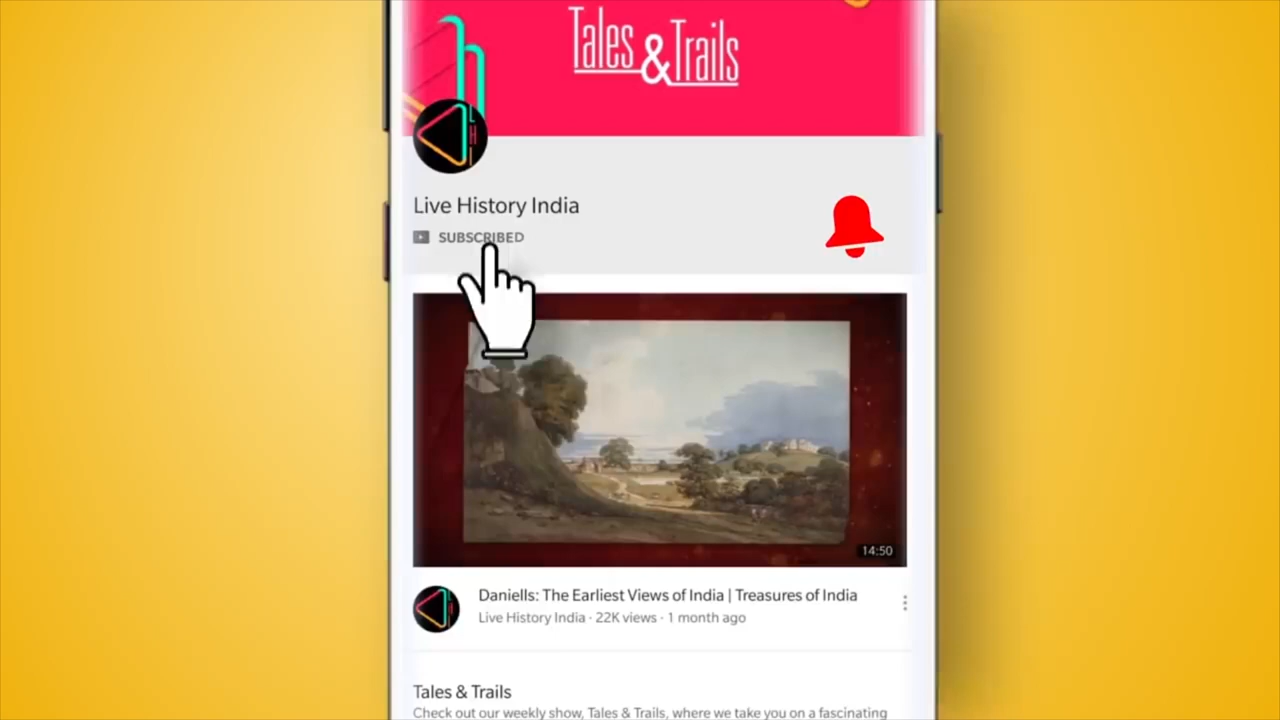 Tales & Trails
LHI
Live History India
SUBSCRIBED
14:50
Daniells: The Earliest Views of India | Treasures of India
Live History India · 22K views · 1 month ago
Tales & Trails
Check out our weekly show, Tales & Trails, where we take you on a fascinating